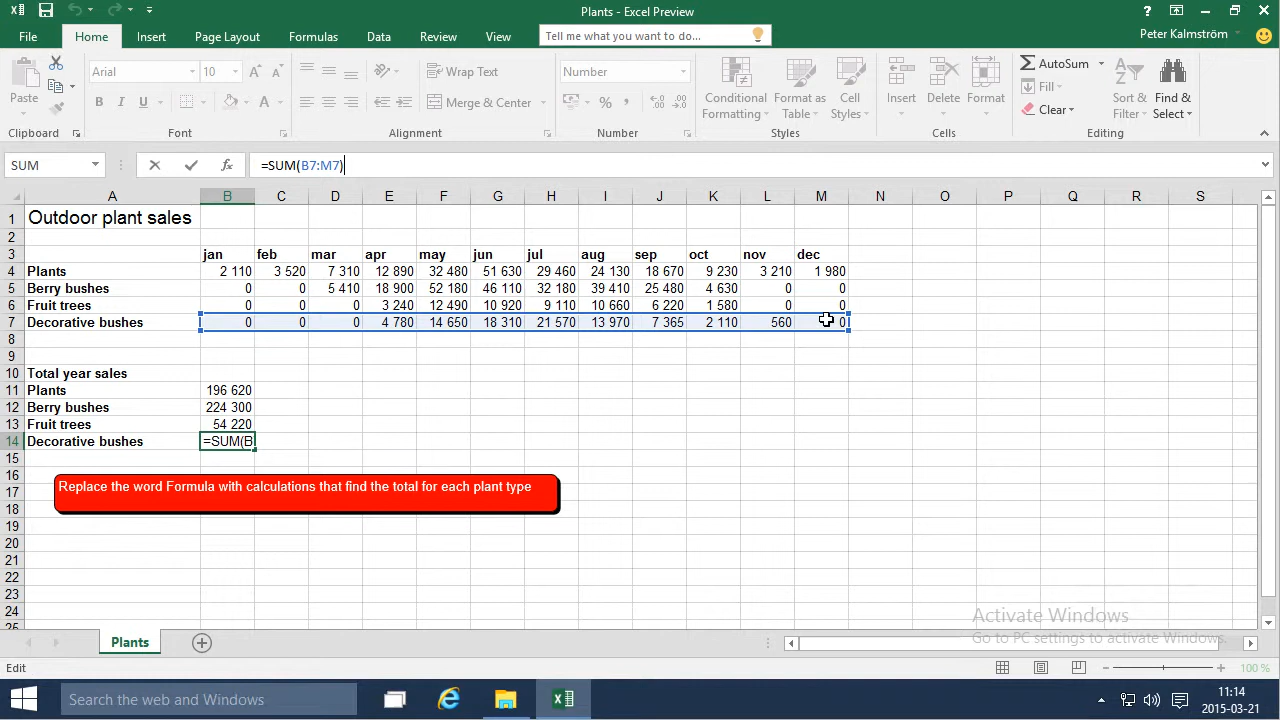 Plants - Excel Preview
File Home Insert Page Layout Formulas Data Review View Tell me what you want to do... Peter Kalmström
Paste Arial 10 Wrap Text Number AutoSum
B I U A Merge & Center % Conditional Formatting Format as Table Cell Styles Insert Delete Format Fill Clear Sort & Filter Find & Select
Clipboard Font Alignment Number Styles Cells Editing
SUM fx =SUM(B7:M7)
A B C D E F G H I J K L M N O P Q R S
1 Outdoor plant sales
2
3 jan feb mar apr may jun jul aug sep oct nov dec
4 Plants 2 110 3 520 7 310 12 890 32 480 51 630 29 460 24 130 18 670 9 230 3 210 1 980
5 Berry bushes 0 0 5 410 18 900 52 180 46 110 32 180 39 410 25 480 4 630 0 0
6 Fruit trees 0 0 0 3 240 12 490 10 920 9 110 10 660 6 220 1 580 0 0
7 Decorative bushes 0 0 0 4 780 14 650 18 310 21 570 13 970 7 365 2 110 560 0
8
9
10 Total year sales
11 Plants 196 620
12 Berry bushes 224 300
13 Fruit trees 54 220
14 Decorative bushes =SUM(B
15
16 Replace the word Formula with calculations that find the total for each plant type
17
18
19
20
21
22
23
24
25
Activate Windows
Go to PC settings to activate Windows.
Plants
Edit 100 %
Search the web and Windows 11:14
2015-03-21